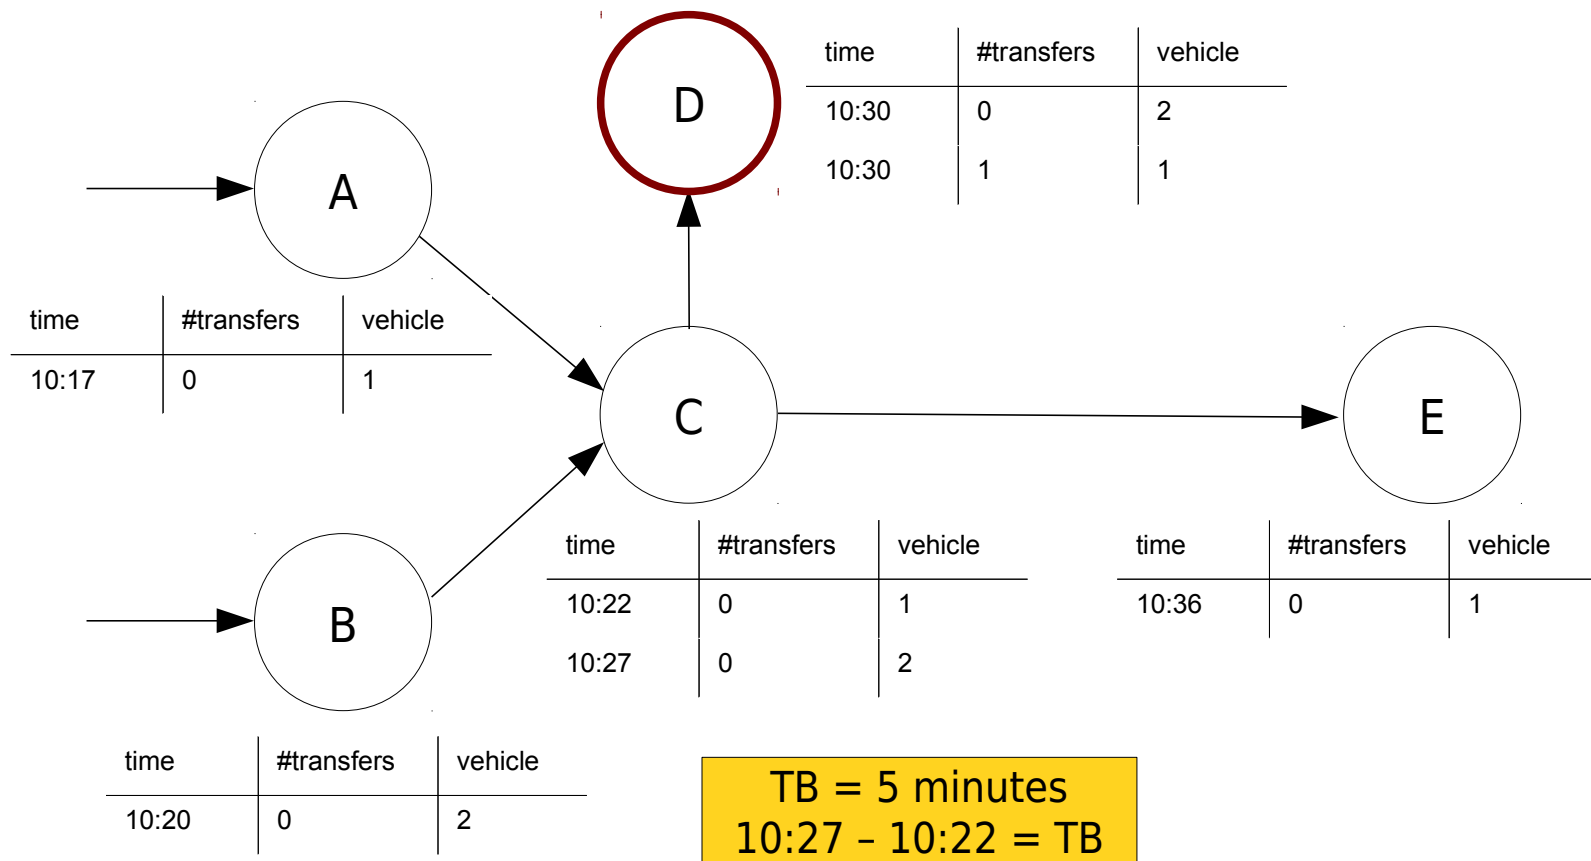 D
time #transfers vehicle
10:30 0 2
10:30 1 1
A
time #transfers vehicle
10:17 0 1
C
E
time #transfers vehicle
10:22 0 1
10:27 0 2
time #transfers vehicle
10:36 0 1
B
time #transfers vehicle
10:20 0 2
TB = 5 minutes
10:27 – 10:22 = TB